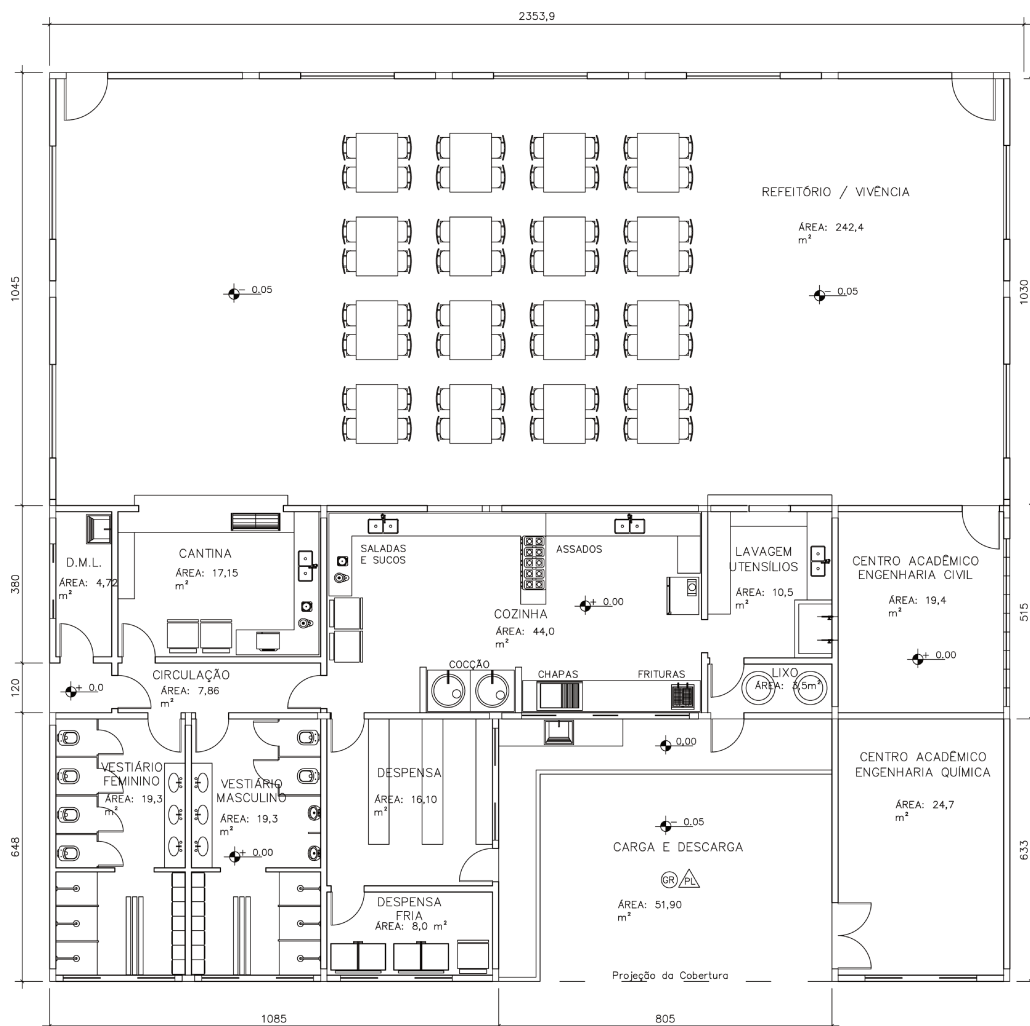 2353,9
REFEITÓRIO / VIVÊNCIA
ÁREA: 242,4
m²
- 0.05
- 0.05
1045
1030
D.M.L.
ÁREA: 4,72
m²
CANTINA
ÁREA: 17,15
m²
SALADAS
E SUCOS
ASSADOS
COZINHA
ÁREA: 44,0
m²
+ 0.00
LAVAGEM
UTENSÍLIOS
ÁREA: 10,5
m²
CENTRO ACADÊMICO
ENGENHARIA CIVIL
ÁREA: 19,4
m²
+ 0.00
380
515
120
+ 0.0
CIRCULAÇÃO
ÁREA: 7,86
m²
COCÇÃO
CHAPAS
FRITURAS
LIXO
ÁREA: 3,5m²
VESTIÁRIO
FEMININO
ÁREA: 19,3
m²
VESTIÁRIO
MASCULINO
ÁREA: 19.3
m²
+ 0.00
DESPENSA
ÁREA: 16,10
m²
0.00
- 0.05
CARGA E DESCARGA
GR
PL
ÁREA: 51,90
m²
CENTRO ACADÊMICO
ENGENHARIA QUÍMICA
ÁREA: 24,7
m²
648
633
DESPENSA
FRIA
ÁREA: 8,0 m²
Projeção da Cobertura
1085
805